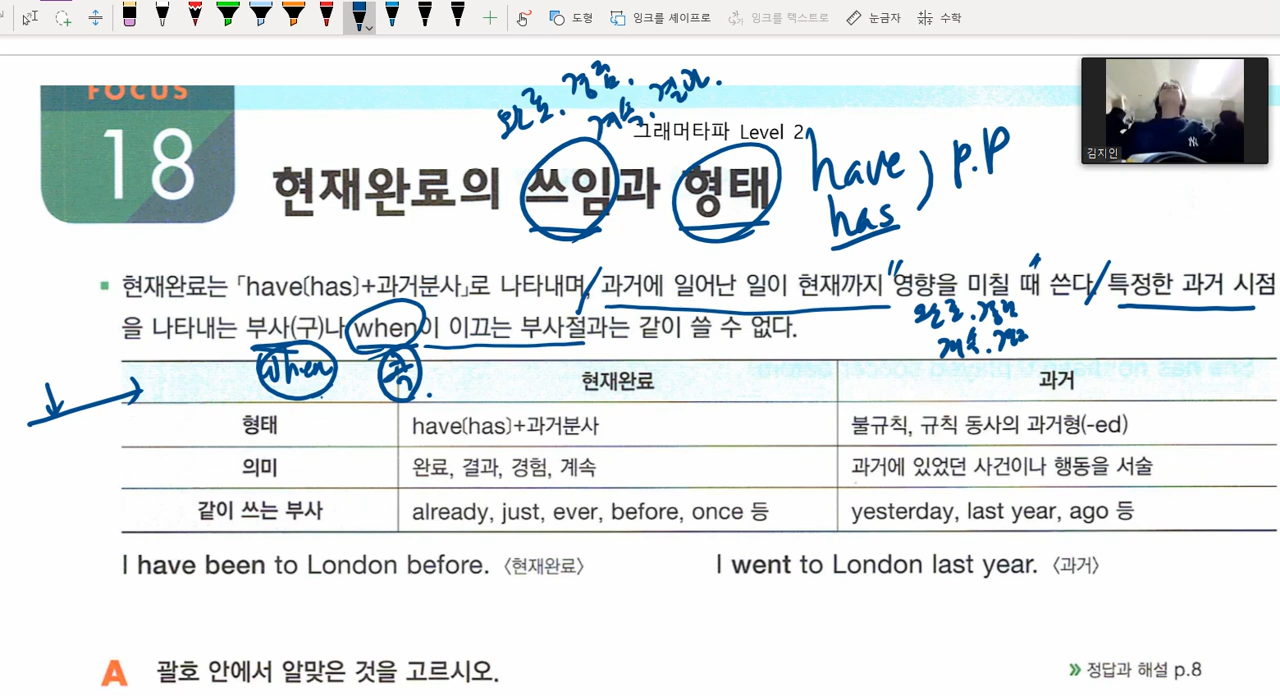 도형 잉크를 셰이프로 잉크를 텍스트로 눈금자 수학
FOCUS
18
완료. 경험.
계속. 결과.
그래머타파 Level 2
현재완료의 쓰임과 형태
have
has
p.p
김지인
현재완료는 「have(has)+과거분사」로 나타내며, 과거에 일어난 일이 현재까지 영향을 미칠 때 쓴다. 특정한 과거 시점
을 나타내는 부사(구)나 when이 이끄는 부사절과는 같이 쓸 수 없다.
완료. 경험
계속. 결과
when
현재완료 과거
형태 have(has)+과거분사 불규칙, 규칙 동사의 과거형(-ed)
의미 완료, 결과, 경험, 계속 과거에 있었던 사건이나 행동을 서술
같이 쓰는 부사 already, just, ever, before, once 등 yesterday, last year, ago 등
I have been to London before. 〈현재완료〉 I went to London last year. 〈과거〉
A 괄호 안에서 알맞은 것을 고르시오. » 정답과 해설 p.8